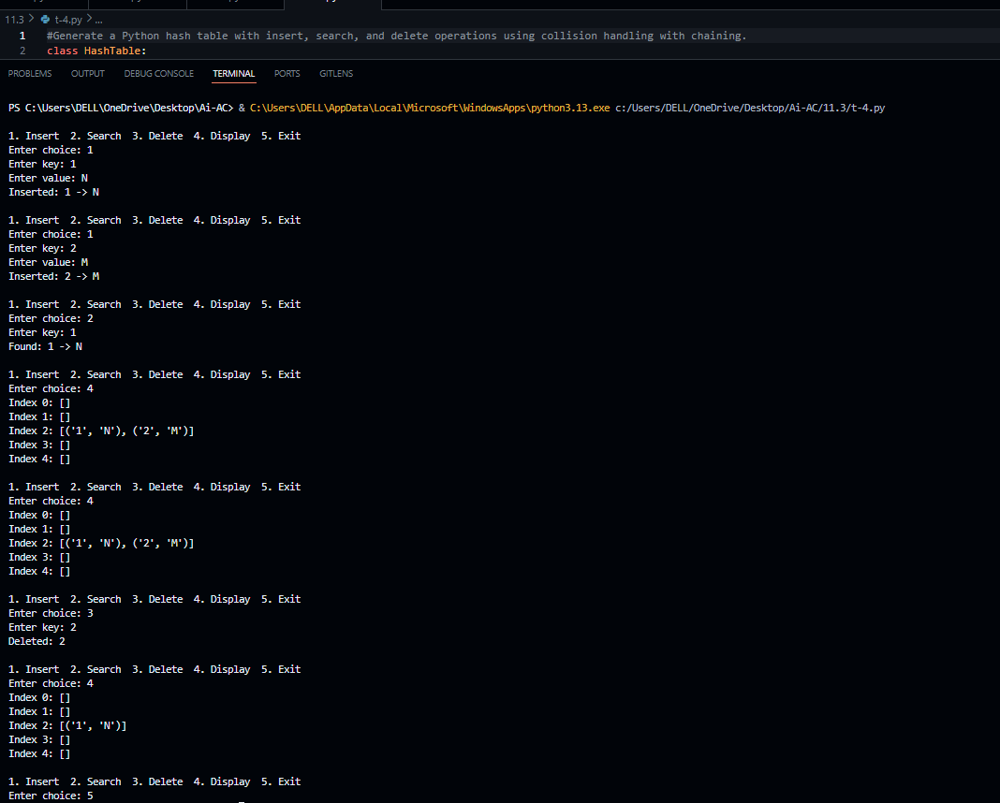 11.3 > t-4.py > ...
1 #Generate a Python hash table with insert, search, and delete operations using collision handling with chaining.
2 class HashTable:
PROBLEMS OUTPUT DEBUG CONSOLE TERMINAL PORTS GITLENS
PS C:\Users\DELL\OneDrive\Desktop\Ai-AC> & C:\Users\DELL\AppData\Local\Microsoft\WindowsApps\python3.13.exe c:/Users/DELL/OneDrive/Desktop/Ai-AC/11.3/t-4.py
1. Insert 2. Search 3. Delete 4. Display 5. Exit
Enter choice: 1
Enter key: 1
Enter value: N
Inserted: 1 -> N
1. Insert 2. Search 3. Delete 4. Display 5. Exit
Enter choice: 1
Enter key: 2
Enter value: M
Inserted: 2 -> M
1. Insert 2. Search 3. Delete 4. Display 5. Exit
Enter choice: 2
Enter key: 1
Found: 1 -> N
1. Insert 2. Search 3. Delete 4. Display 5. Exit
Enter choice: 4
Index 0: []
Index 1: []
Index 2: [('1', 'N'), ('2', 'M')]
Index 3: []
Index 4: []
1. Insert 2. Search 3. Delete 4. Display 5. Exit
Enter choice: 4
Index 0: []
Index 1: []
Index 2: [('1', 'N'), ('2', 'M')]
Index 3: []
Index 4: []
1. Insert 2. Search 3. Delete 4. Display 5. Exit
Enter choice: 3
Enter key: 2
Deleted: 2
1. Insert 2. Search 3. Delete 4. Display 5. Exit
Enter choice: 4
Index 0: []
Index 1: []
Index 2: [('1', 'N')]
Index 3: []
Index 4: []
1. Insert 2. Search 3. Delete 4. Display 5. Exit
Enter choice: 5